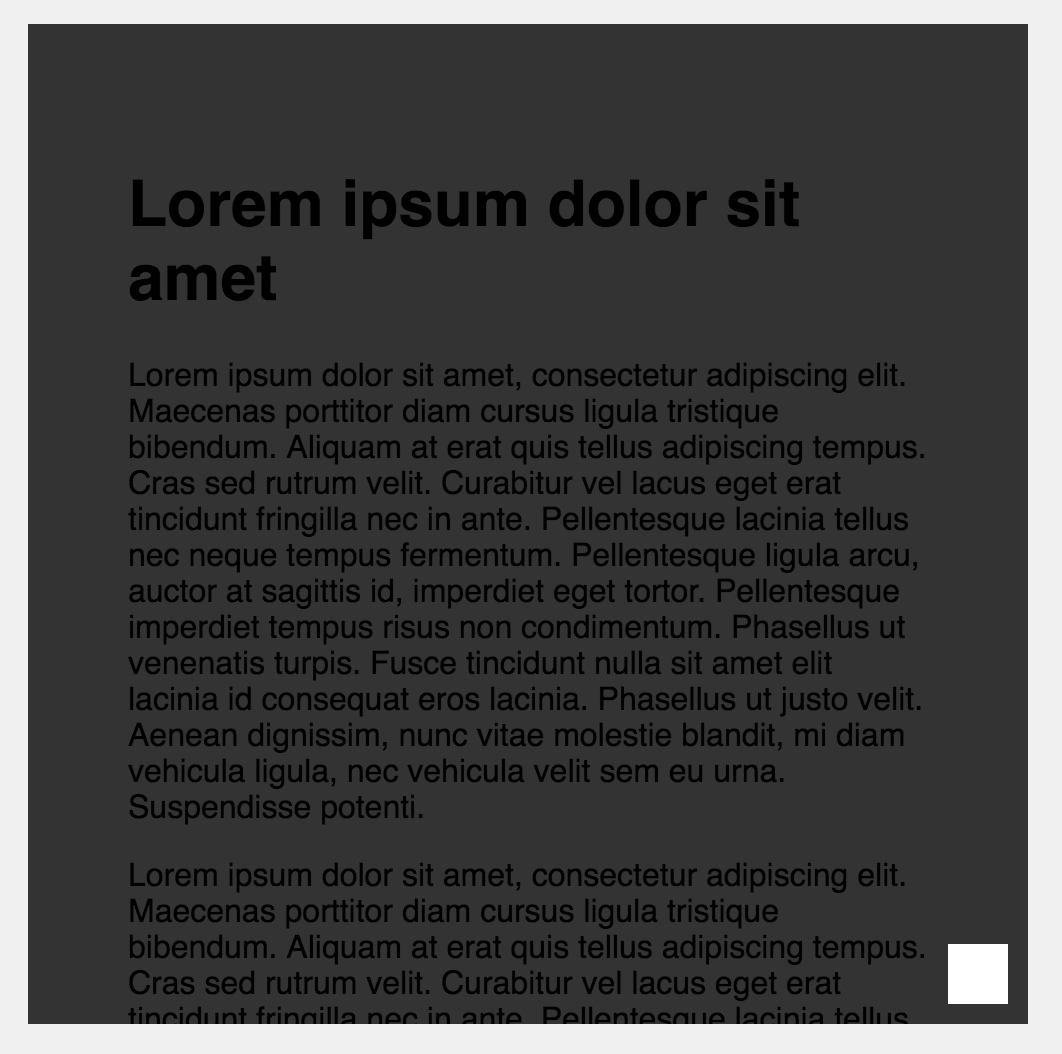 Lorem ipsum dolor sit
amet
Lorem ipsum dolor sit amet, consectetur adipiscing elit.
Maecenas porttitor diam cursus ligula tristique
bibendum. Aliquam at erat quis tellus adipiscing tempus.
Cras sed rutrum velit. Curabitur vel lacus eget erat
tincidunt fringilla nec in ante. Pellentesque lacinia tellus
nec neque tempus fermentum. Pellentesque ligula arcu,
auctor at sagittis id, imperdiet eget tortor. Pellentesque
imperdiet tempus risus non condimentum. Phasellus ut
venenatis turpis. Fusce tincidunt nulla sit amet elit
lacinia id consequat eros lacinia. Phasellus ut justo velit.
Aenean dignissim, nunc vitae molestie blandit, mi diam
vehicula ligula, nec vehicula velit sem eu urna.
Suspendisse potenti.
Lorem ipsum dolor sit amet, consectetur adipiscing elit.
Maecenas porttitor diam cursus ligula tristique
bibendum. Aliquam at erat quis tellus adipiscing tempus.
Cras sed rutrum velit. Curabitur vel lacus eget erat
tincidunt fringilla nec in ante. Pellentesque lacinia tellus